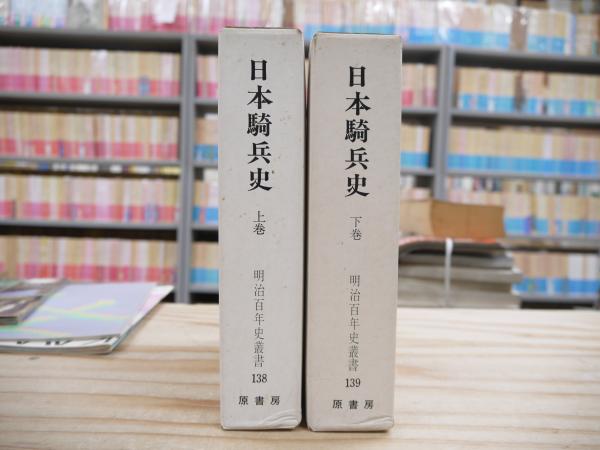 日本騎兵史
上巻
明治百年史叢書
138
原書房
日本騎兵史
下巻
明治百年史叢書
139
原書房